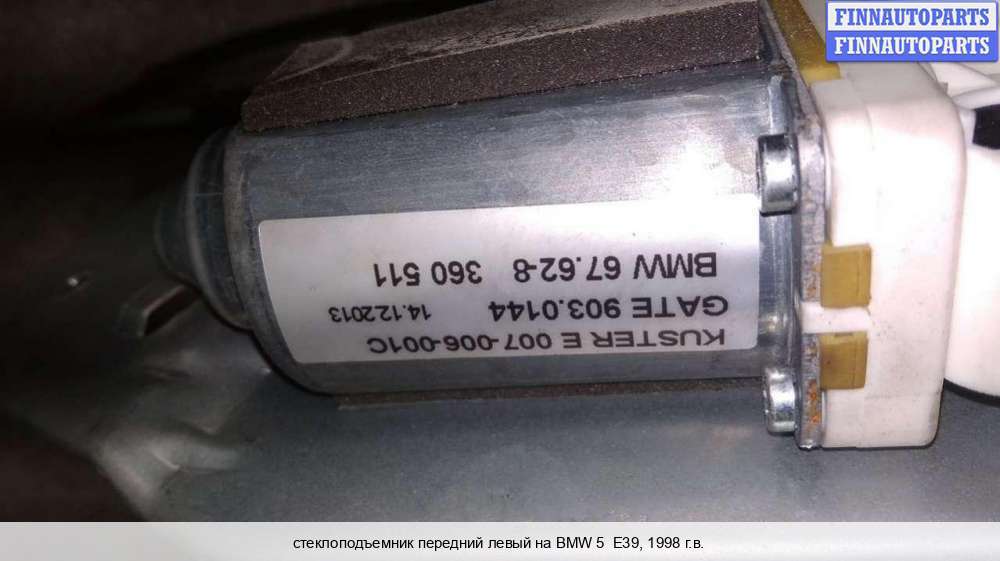 FINNAUTOPARTS
FINNAUTOPARTS
KUSTER E 007-006-001C
GATE 903.0144 14.12.2013
BMW 67.62-8 360 511
стеклоподъемник передний левый на BMW 5 E39, 1998 г.в.